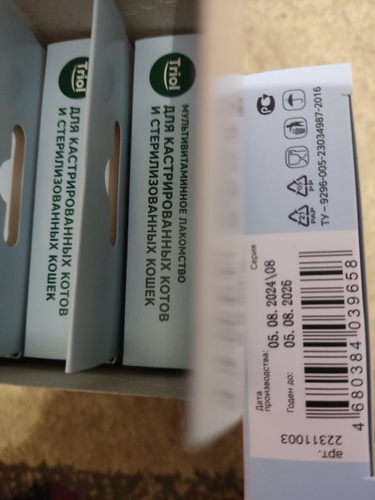 Triol
ДЛЯ КАСТРИРОВАННЫХ КОТОВ
И СТЕРИЛИЗОВАННЫХ КОШЕК
Triol
МУЛЬТИВИТАМИННОЕ ЛАКОМСТВО
ДЛЯ КАСТРИРОВАННЫХ КОТОВ
И СТЕРИЛИЗОВАННЫХ КОШЕК
ТУ – 9296-005-23034987-2016
Серия
Дата
производства: 05. 08. 2024\08
Годен до: 05. 08. 2026
4 680384 039658
арт.
22311003